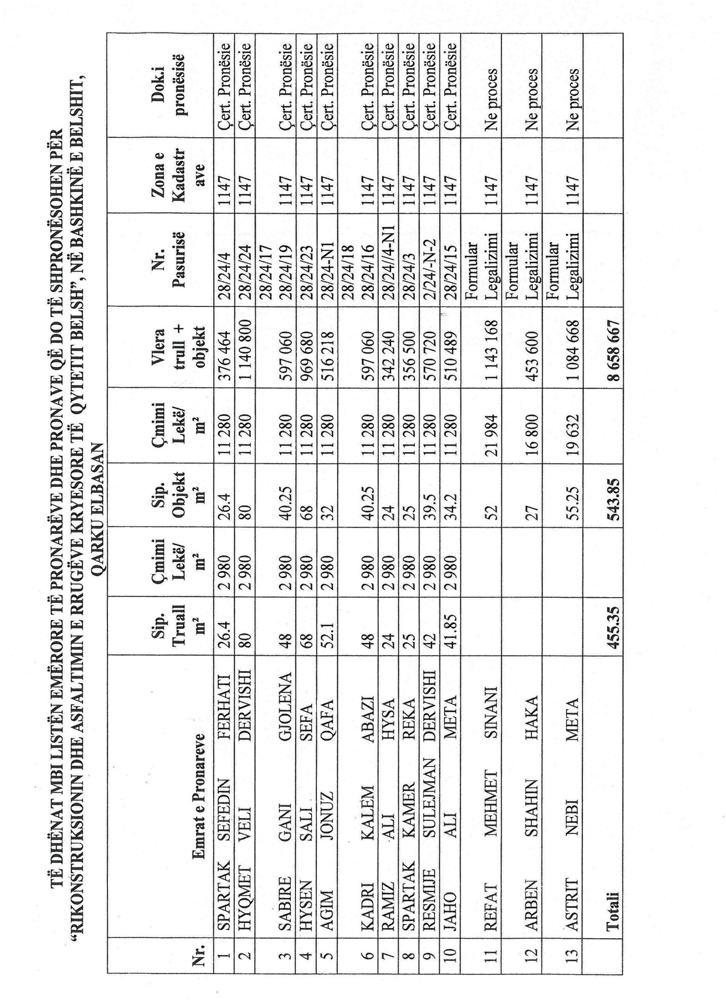 TË DHËNAT MBI LISTËN EMËRORE TË PRONARËVE DHE PRONAVE QË DO TË SHPRONËSOHEN PËR
“RIKONSTRUKSIONIN DHE ASFALTIMIN E RRUGËVE KRYESORE TË QYTETIT BELSH”, NË BASHKINË E BELSHIT,
QARKU ELBASAN
Nr. Emrat e Pronareve Sip. Truall m² Çmimi Lekë/ m² Sip. Objekt m² Çmimi Lekë/ m² Vlera trull + objekt Nr. Pasurisë Zona e Kadastr ave Dok.i pronësisë
1 SPARTAK SEFEDIN FERHATI 26.4 2 980 26.4 11 280 376 464 28/24/4 1147 Çert. Pronësie
2 HYQMET VELI DERVISHI 80 2 980 80 11 280 1 140 800 28/24/24 1147 Çert. Pronësie
28/24/17
3 SABIRE GANI GJOLENA 48 2 980 40.25 11 280 597 060 28/24/19 1147 Çert. Pronësie
4 HYSEN SALI SEFA 68 2 980 68 11 280 969 680 28/24/23 1147 Çert. Pronësie
5 AGIM JONUZ QAFA 52.1 2 980 32 11 280 516 218 28/24-N1 1147 Çert. Pronësie
28/24/18
6 KADRI KALEM ABAZI 48 2 980 40.25 11 280 597 060 28/24/16 1147 Çert. Pronësie
7 RAMIZ ALI HYSA 24 2 980 24 11 280 342 240 28/24//4-N1 1147 Çert. Pronësie
8 SPARTAK KAMER REKA 25 2 980 25 11 280 356 500 28/24/3 1147 Çert. Pronësie
9 RESMIJE SULEJMAN DERVISHI 42 2 980 39.5 11 280 570 720 2/24/-N-2 1147 Çert. Pronësie
10 JAHO ALI META 41.85 2 980 34.2 11 280 510 489 28/24/15 1147 Çert. Pronësie
Formular
11 REFAT MEHMET SINANI 52 21 984 1 143 168 Legalizimi 1147 Ne proces
Formular
12 ARBEN SHAHIN HAKA 27 16 800 453 600 Legalizimi 1147 Ne proces
Formular
13 ASTRIT NEBI META 55.25 19 632 1 084 668 Legalizimi 1147 Ne proces
Totali 455.35 543.85 8 658 667